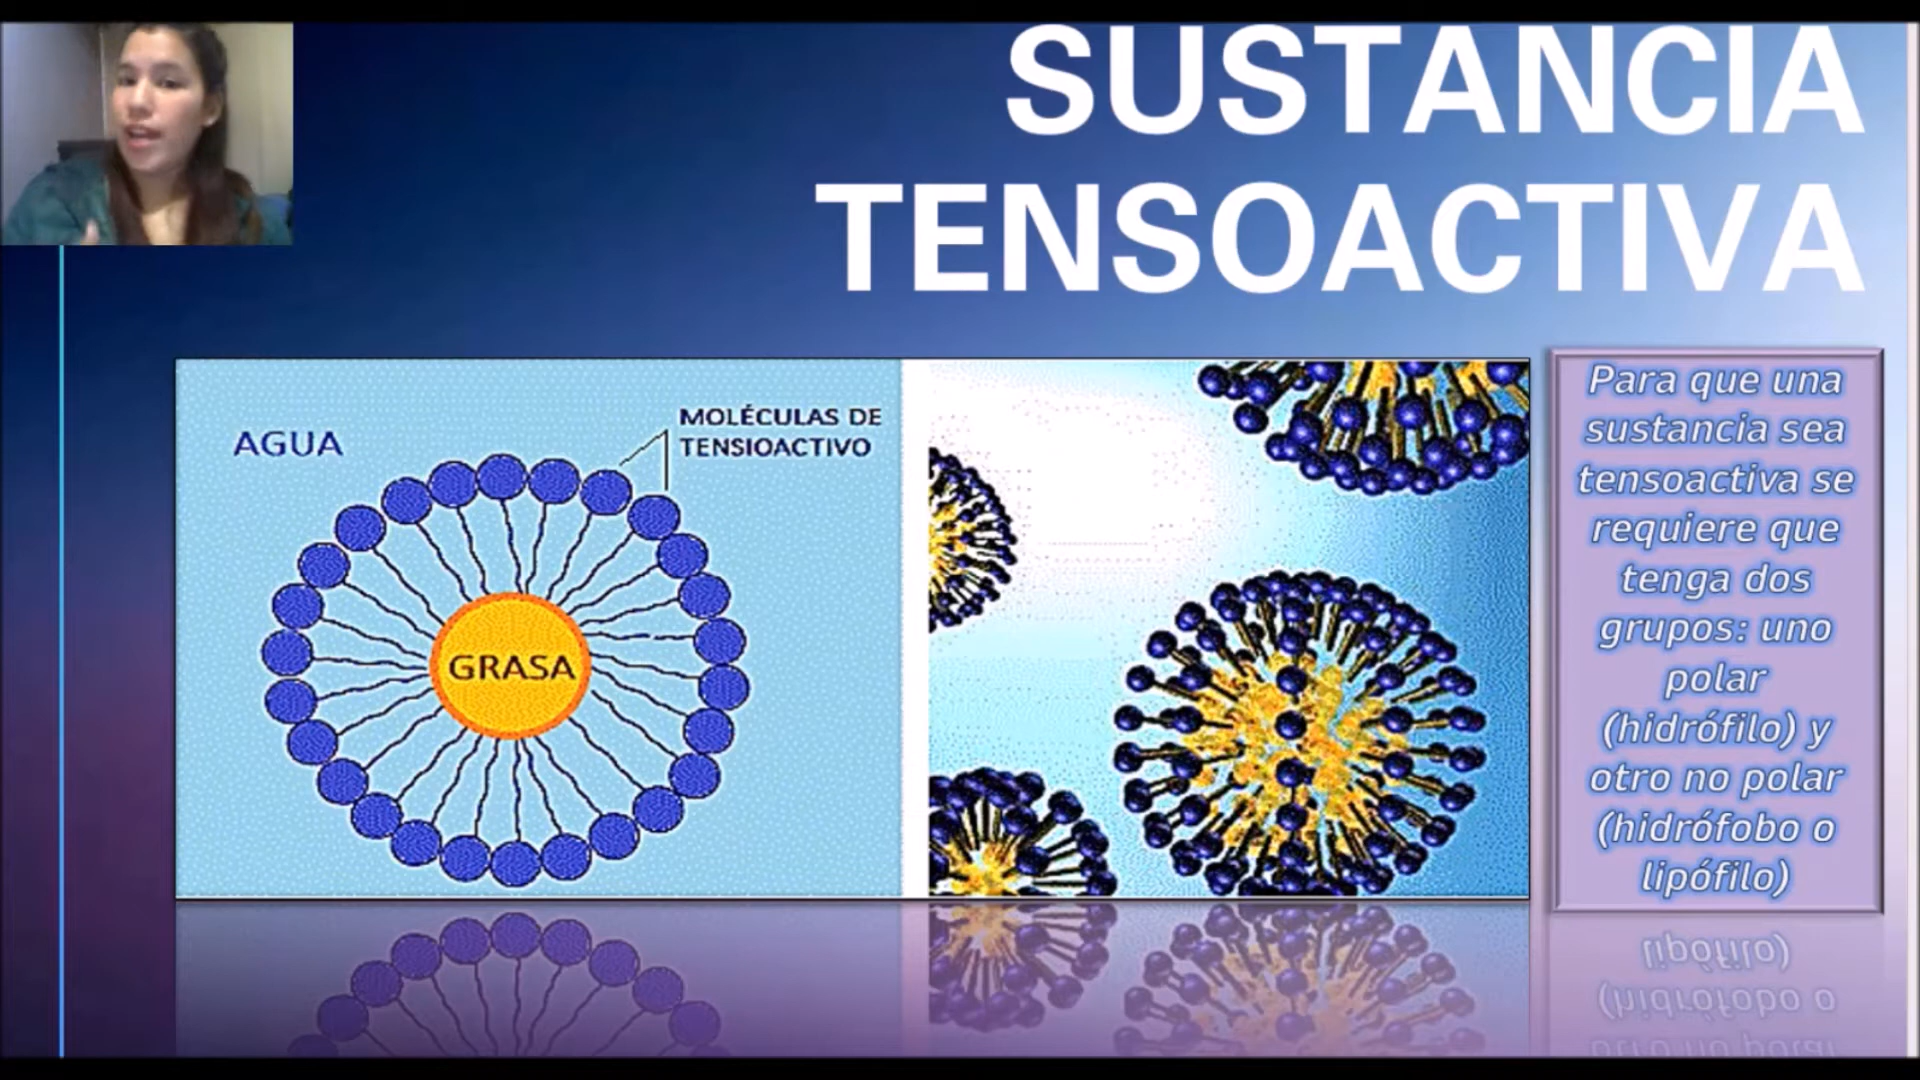 SUSTANCIA
TENSOACTIVA
AGUA
MOLÉCULAS DE
TENSIOACTIVO
GRASA
Para que una
sustancia sea
tensoactiva se
requiere que
tenga dos
grupos: uno
polar
(hidrófilo) y
otro no polar
(hidrófobo o
lipófilo)